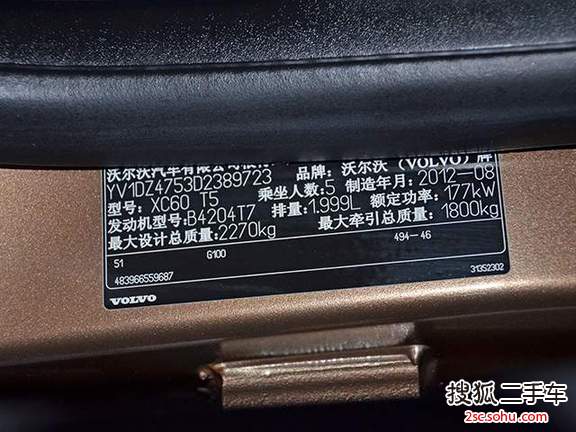 沃尔沃汽车有限公司
品牌：沃尔沃（VOLVO）牌
YV1DZ4753D2389723
乘坐人数：5 制造年月：2012-08
型号：XC60 T5
排量：1.999L 额定功率：177kW
发动机型号：B4204T7
最大牵引总质量：1800kg
最大设计总质量：2270kg
51 G100 494-46
483966559687 31352302
VOLVO
搜狐二手车
2sc.sohu.com